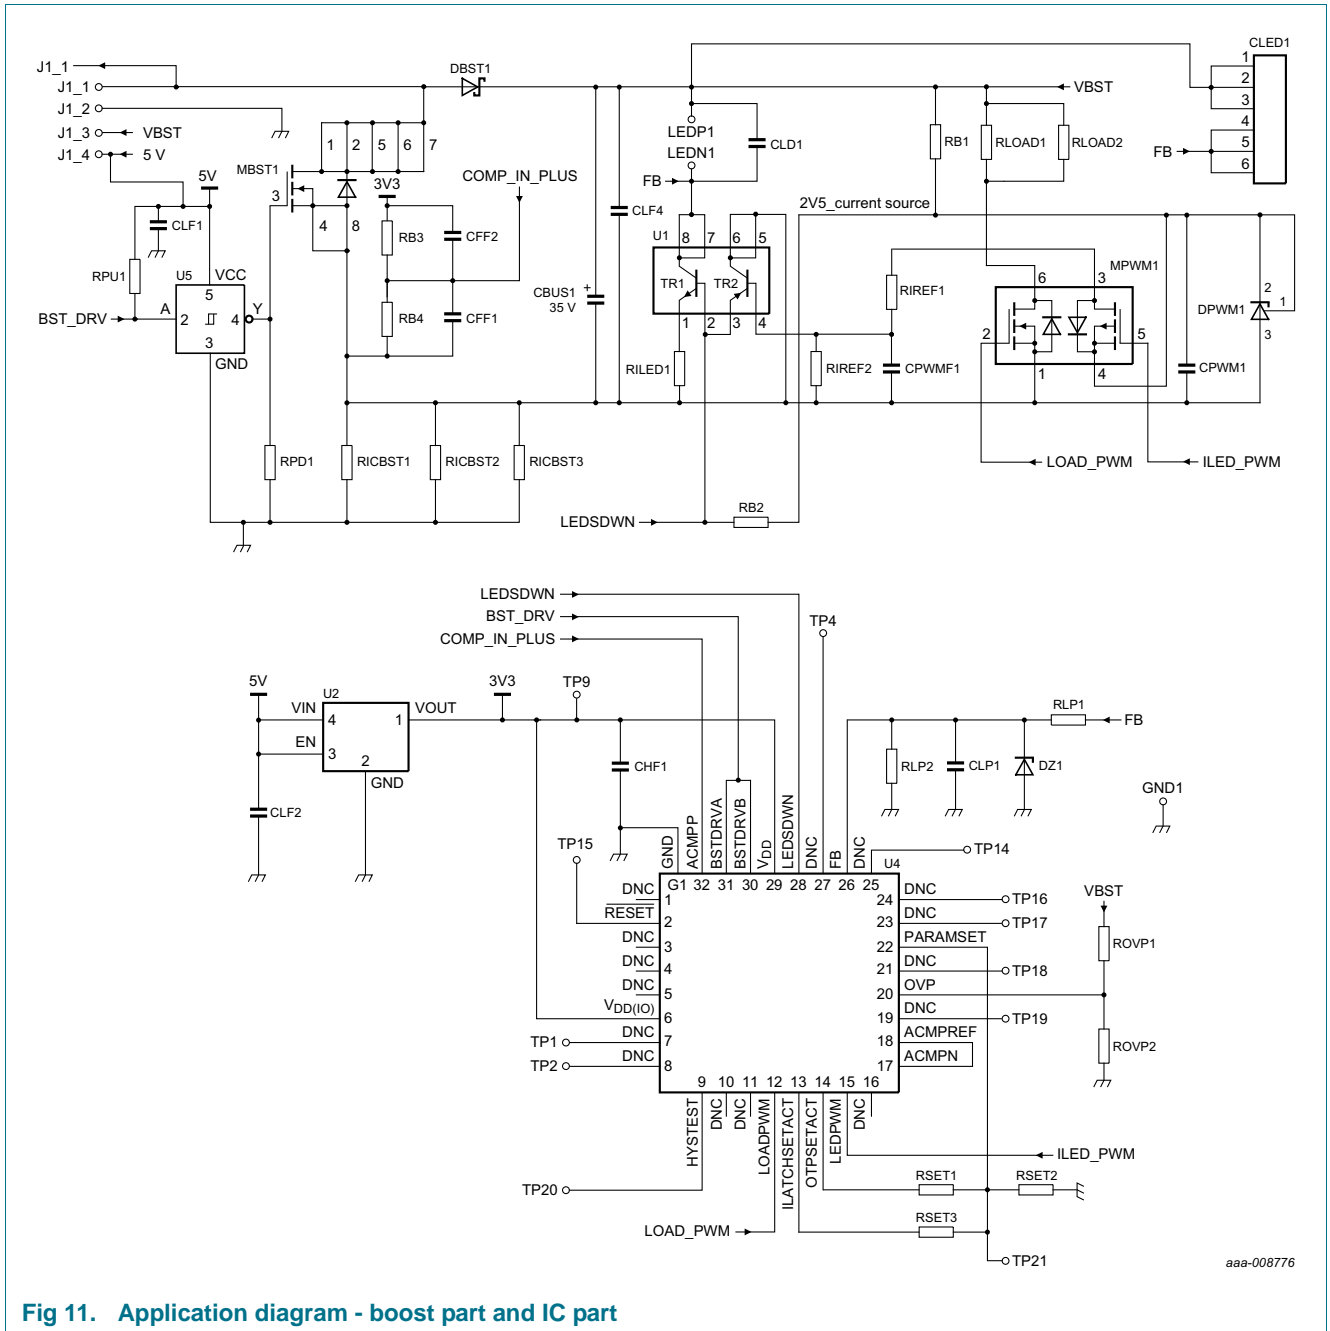 CLED1
J1_1
DBST1
1
J1_1
VBST
2
J1_2
3
LEDP1
4
J1_3
VBST
1
2
5
6
7
CLD1
RB1
RLOAD1
RLOAD2
FB
5
J1_4
5 V
LEDN1
6
MBST1
COMP_IN_PLUS
5V
3V3
FB
3
2V5_current source
CLF1
4
8
RB3
CFF2
CLF4
U1
8
7
6
5
RPU1
6
3
MPWM1
U5
VCC
TR1
TR2
RIREF1
2
5
CBUS1
+
35 V
DPWM1
1
BST_DRV
A
2
4
Y
RB4
CFF1
1
2
3
4
2
5
3
3
GND
RILED1
RIREF2
CPWMF1
1
4
CPWM1
RPD1
RICBST1
RICBST2
RICBST3
LOAD_PWM
ILED_PWM
RB2
LEDSDWN
LEDSDWN
BST_DRV
TP4
COMP_IN_PLUS
5V
U2
3V3
TP9
VIN
4
1
VOUT
RLP1
FB
EN
3
2
CHF1
RLP2
CLP1
DZ1
GND
GND1
CLF2
TP15
GND
ACMPP
BSTDRVA
BSTDRVB
VDD
LEDSDWN
DNC
FB
DNC
TP14
U4
G1
32
31
30
29
28
27
26
25
DNC
1
24
DNC
TP16
VBST
RESET
2
23
DNC
TP17
DNC
3
22
PARAMSET
ROVP1
DNC
4
21
DNC
TP18
DNC
5
20
OVP
VDD(IO)
6
19
DNC
TP19
TP1
DNC
7
18
ACMPREF
ROVP2
TP2
DNC
8
17
ACMPN
9
10
11
12
13
14
15
16
HYSTEST
DNC
DNC
LOADPWM
ILATCHSETACT
OTPSETACT
LEDPWM
DNC
ILED_PWM
RSET1
RSET2
TP20
RSET3
LOAD_PWM
TP21
aaa-008776
Fig 11. Application diagram - boost part and IC part